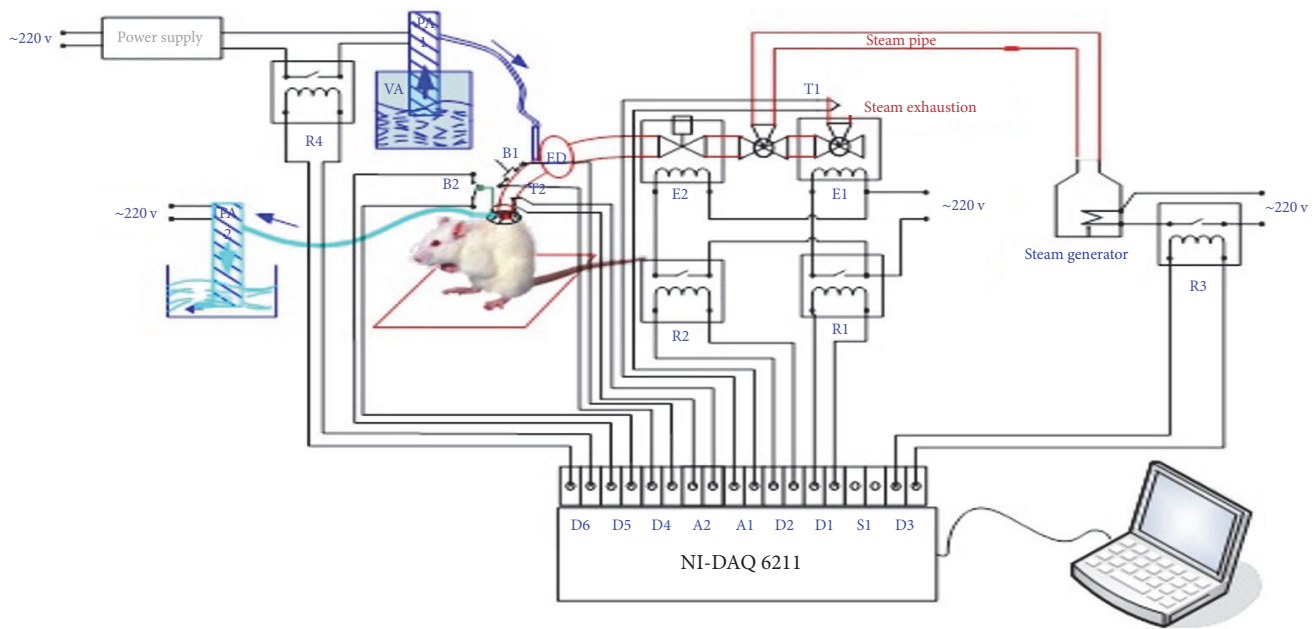 ~220 v
Power supply
PA
1
VA
R4
B1
ED
B2
T2
~220 v
PA
2
Steam pipe
T1
Steam exhaustion
E2
E1
~220 v
R2
R1
Steam generator
~220 v
R3
D6 D5 D4 A2 A1 D2 D1 S1 D3
NI-DAQ 6211